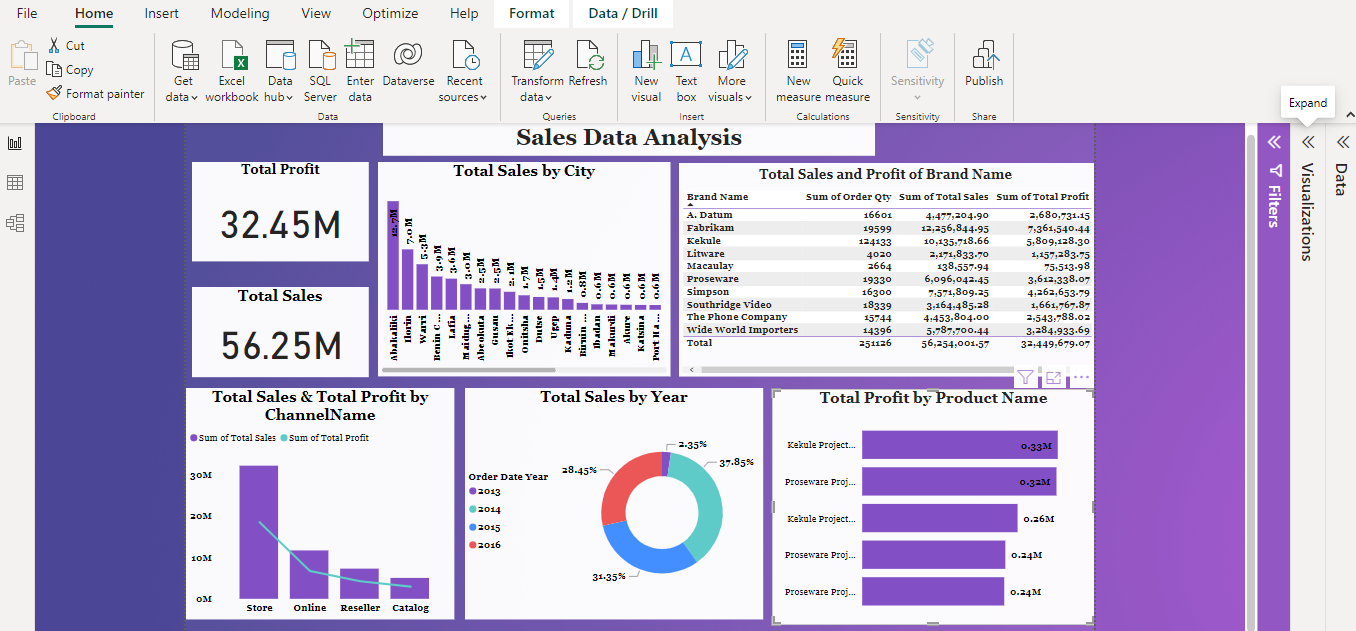 File Home Insert Modeling View Optimize Help Format Data / Drill
Paste
Cut
Copy
Format painter
Clipboard
Get data
Excel workbook
Data hub
SQL Server
Enter data
Dataverse
Recent sources
Data
Transform data
Refresh
Queries
New visual
Text box
More visuals
Insert
New measure
Quick measure
Calculations
Sensitivity
Sensitivity
Publish
Share
Expand
Filters
Visualizations
Data
Sales Data Analysis
Total Profit
32.45M
Total Sales
56.25M
Total Sales by City
12.7M 7.0M 5.3M 3.9M 3.6M 3.0M 2.5M 2.5M 2.1M 1.7M 1.5M 1.4M 1.2M 0.8M 0.6M 0.6M 0.6M 0.6M 0.6M
Abakaliki Ilorin Warri Benin C... Lafia Maidug... Abeokuta Gusau Ikot Ek... Onitsha Dutse Ugep Kaduna Birnin ... Ibadan Makurdi Akure Katsina Port Ha...
Total Sales and Profit of Brand Name
Brand Name Sum of Order Qty Sum of Total Sales Sum of Total Profit
A. Datum 16601 4,477,204.90 2,680,731.15
Fabrikam 19599 12,256,844.95 7,361,540.44
Kekule 124133 10,135,718.66 5,809,128.30
Litware 4020 2,171,833.70 1,157,283.75
Macaulay 2664 138,557.94 75,513.98
Proseware 19330 6,096,042.45 3,612,338.07
Simpson 16300 7,571,809.25 4,262,653.79
Southridge Video 18339 3,164,485.28 1,661,767.87
The Phone Company 15744 4,453,804.00 2,543,788.02
Wide World Importers 14396 5,787,700.44 3,284,933.69
Total 251126 56,254,001.57 32,449,679.07
Total Sales & Total Profit by
ChannelName
Sum of Total Sales Sum of Total Profit
30M
20M
10M
0M
Store Online Reseller Catalog
Total Sales by Year
Order Date Year
2013
2014
2015
2016
2.35%
37.85%
31.35%
28.45%
Total Profit by Product Name
Kekule Project... 0.33M
Proseware Proj... 0.32M
Kekule Project... 0.26M
Proseware Proj... 0.24M
Proseware Proj... 0.24M